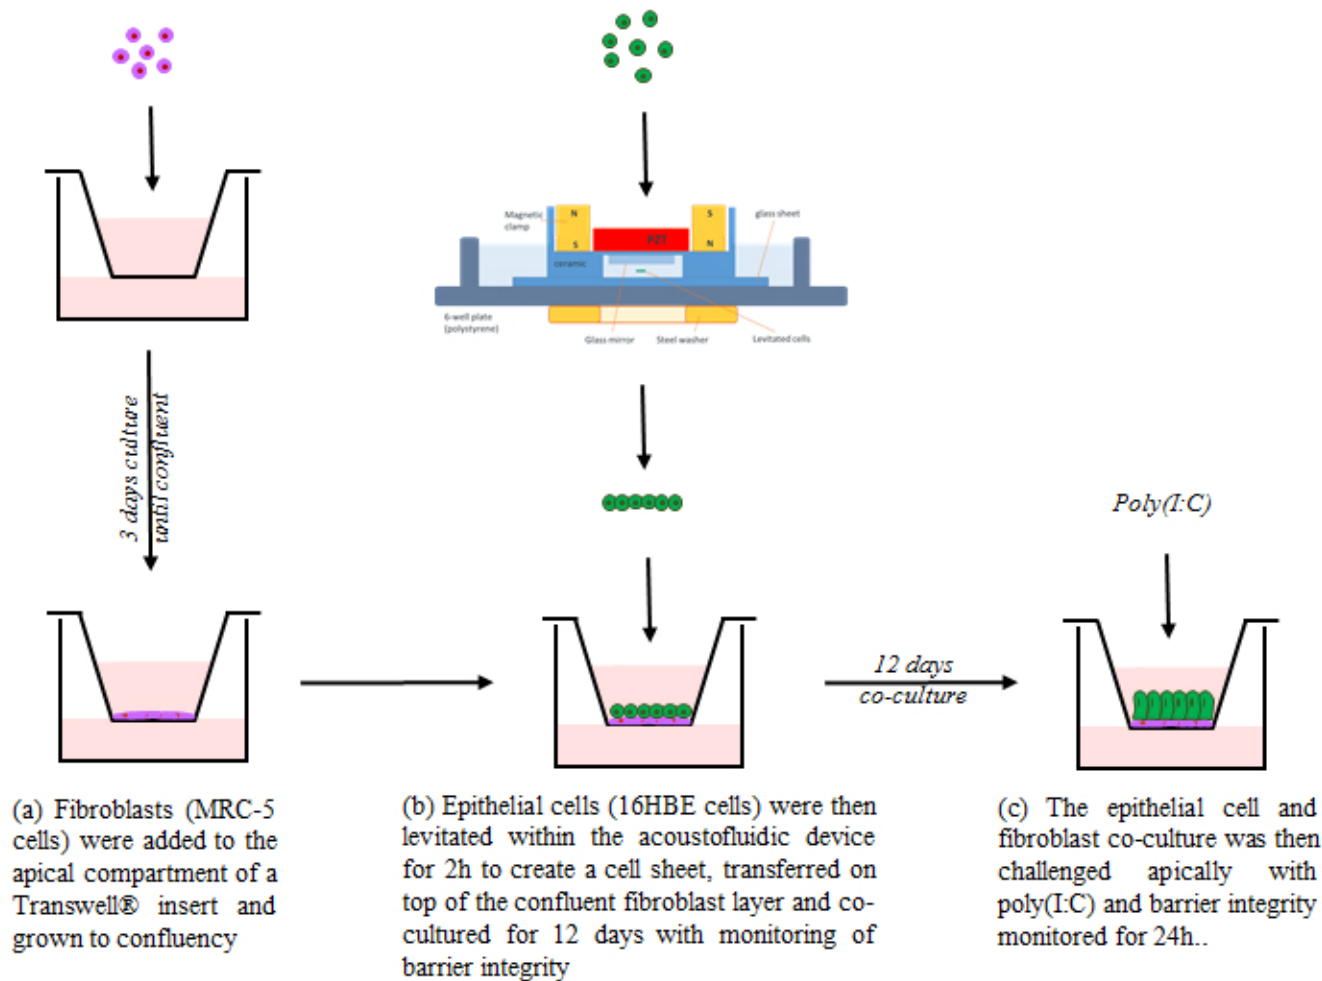 Magnetic
clamp
N
S
PZT
S
N
glass sheet
ceramic
6-well plate
(polystyrene)
Glass mirror
Steel washer
Levitated cells
3 days culture
until confluent
Poly(I:C)
12 days
co-culture
(a) Fibroblasts (MRC-5
cells) were added to the
apical compartment of a
Transwell® insert and
grown to confluency
(b) Epithelial cells (16HBE cells) were then
levitated within the acoustofluidic device
for 2h to create a cell sheet, transferred on
top of the confluent fibroblast layer and co-
cultured for 12 days with monitoring of
barrier integrity
(c) The epithelial cell and
fibroblast co-culture was then
challenged apically with
poly(I:C) and barrier integrity
monitored for 24h..